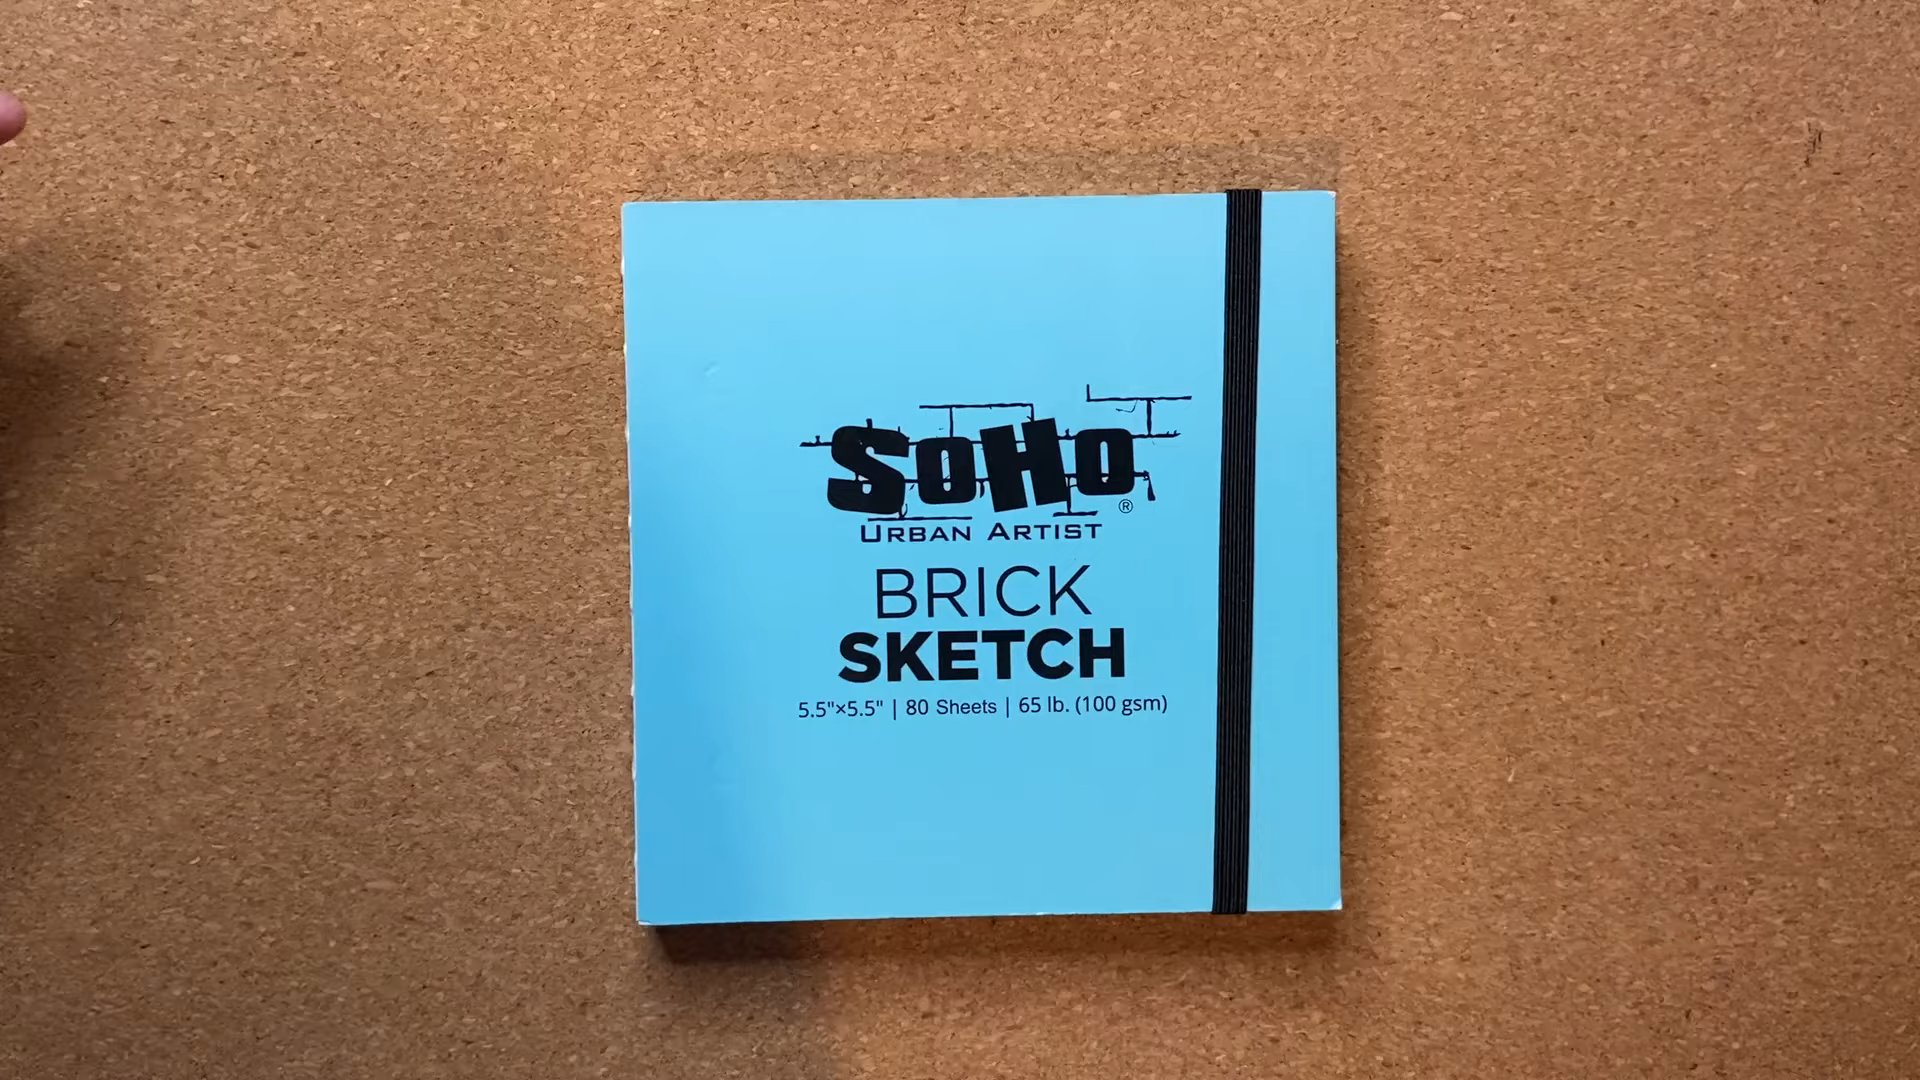 SoHo®
URBAN ARTIST
BRICK
SKETCH
5.5"×5.5" | 80 Sheets | 65 lb. (100 gsm)